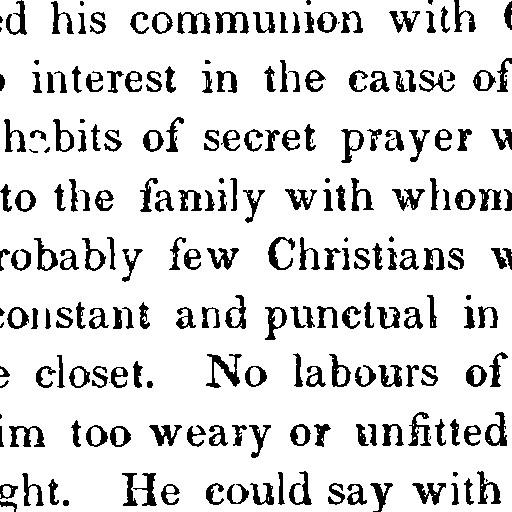 ed his communion with
interest in the cause of
habits of secret prayer
to the family with whom
robably few Christians
constant and punctual in
e closet. No labours of
im too weary or unfitted
ght. He could say with